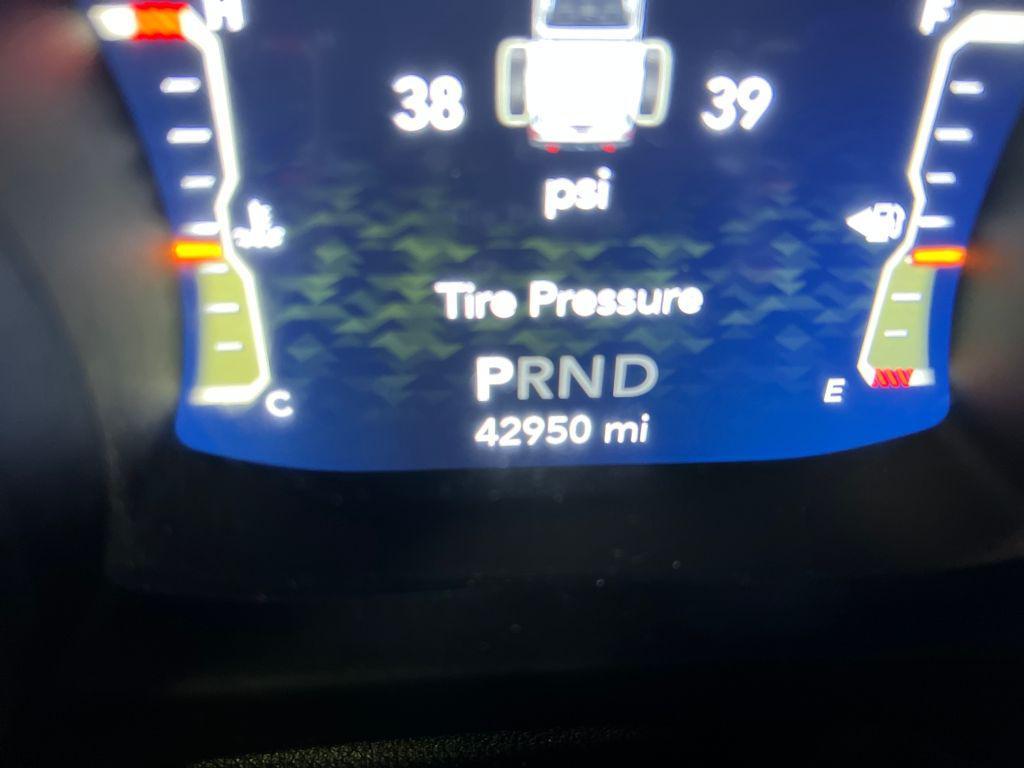 H F
38 39
psi
Tire Pressure
PRND
E
C
42950 mi